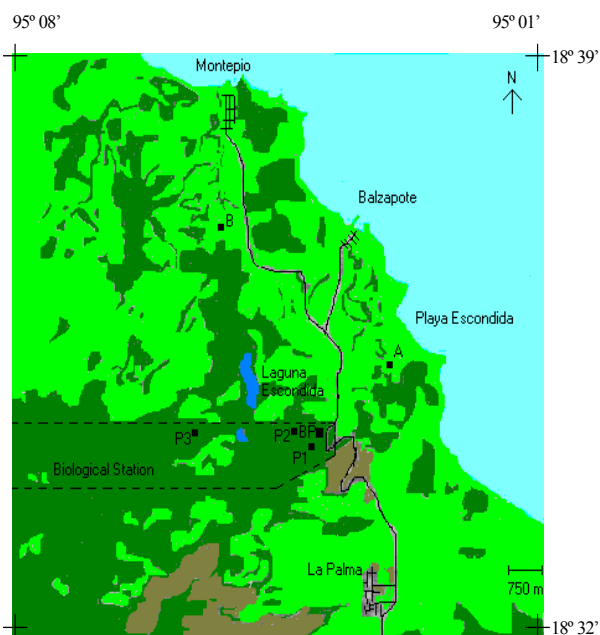 95º 08’
95º 01’
18º 39’
Montepio
N
Balzapote
B
Playa Escondida
A
Laguna
Escondida
P3
P2
BP
P1
Biological Station
La Palma
750 m
18º 32’